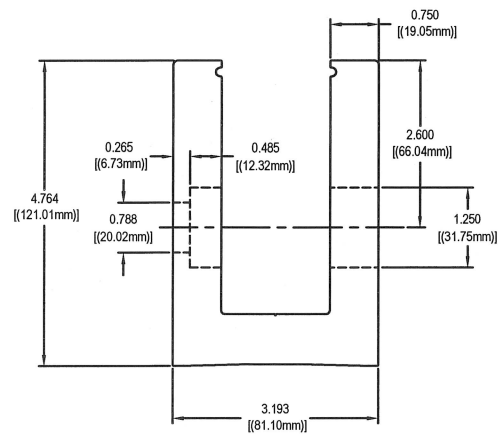 0.750
[(19.05mm)]
2.600
[(66.04mm)]
0.265
[(6.73mm)]
0.485
[(12.32mm)]
4.764
[(121.01mm)]
0.788
[(20.02mm)]
1.250
[(31.75mm)]
3.193
[(81.10mm)]